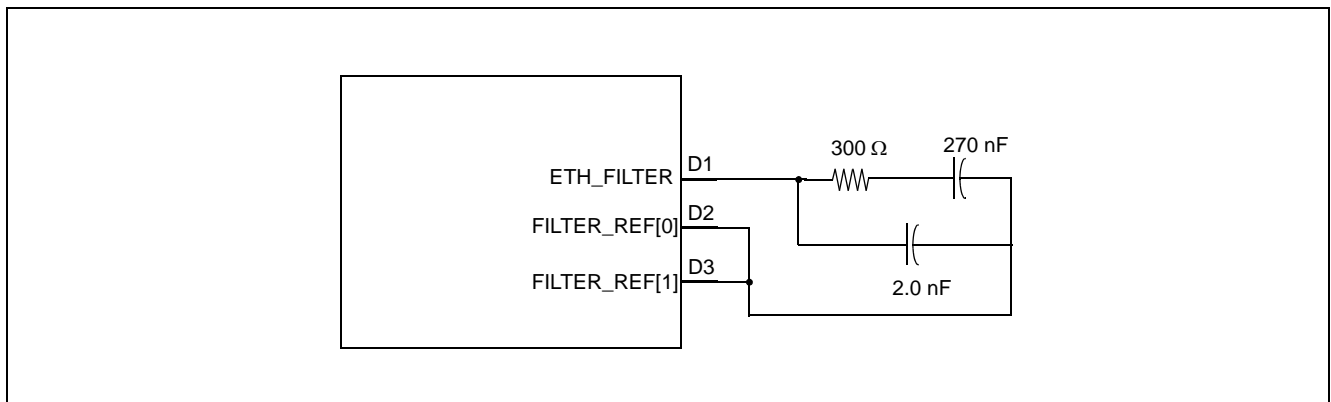 300 Ω
270 nF
ETH_FILTER
D1
FILTER_REF[0]
D2
FILTER_REF[1]
D3
2.0 nF